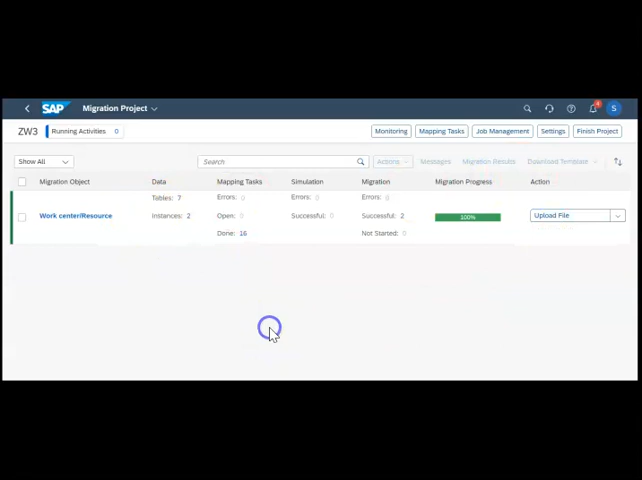 SAP Migration Project 4 S
ZW3 Running Activities 0 Monitoring Mapping Tasks Job Management Settings Finish Project
Show All Search Actions Messages Migration Results Download Template
Migration Object Data Mapping Tasks Simulation Migration Migration Progress Action
Tables: 7 Errors: 0 Errors: 0 Errors: 0
Work center/Resource Instances: 2 Open: 0 Successful: 0 Successful: 2 100% Upload File
Done: 16 Not Started: 0